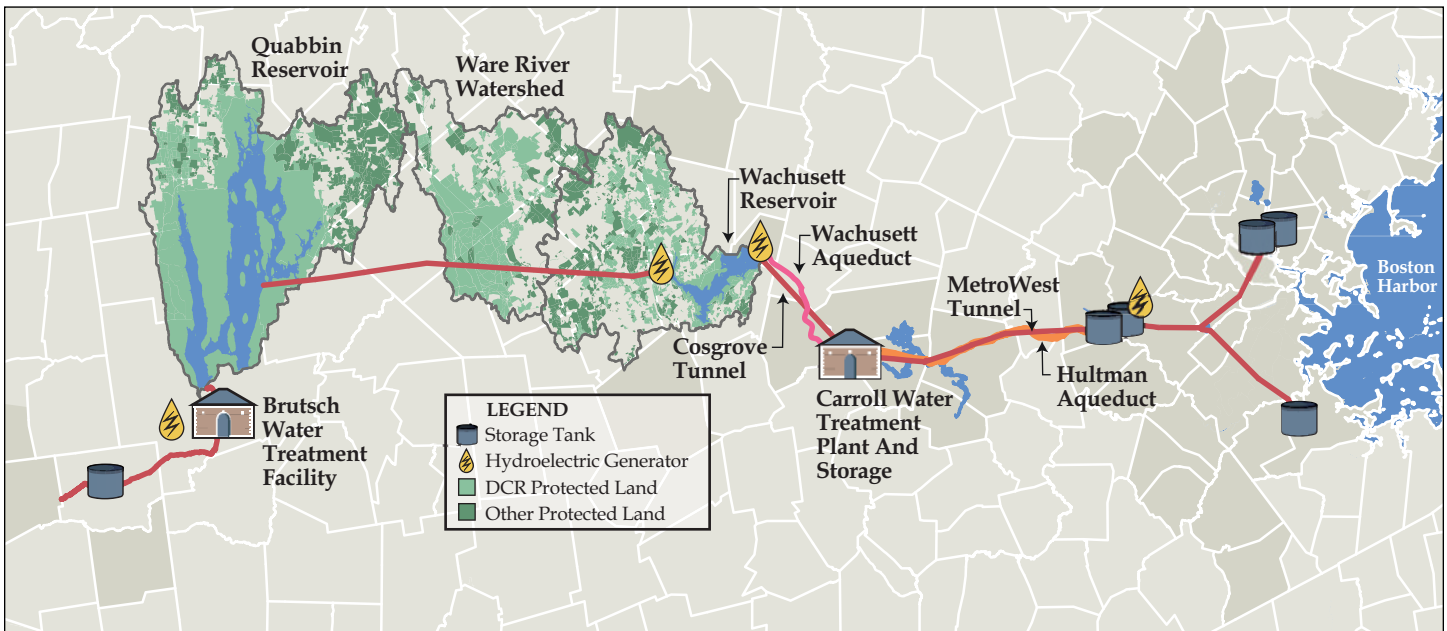 Quabbin
Reservoir
Ware River
Watershed
Wachusett
Reservoir
Wachusett
Aqueduct
MetroWest
Tunnel
Boston
Harbor
Cosgrove
Tunnel
Hultman
Aqueduct
Carroll Water
Treatment
Plant And
Storage
Brutsch
Water
Treatment
Facility
LEGEND
Storage Tank
Hydroelectric Generator
DCR Protected Land
Other Protected Land